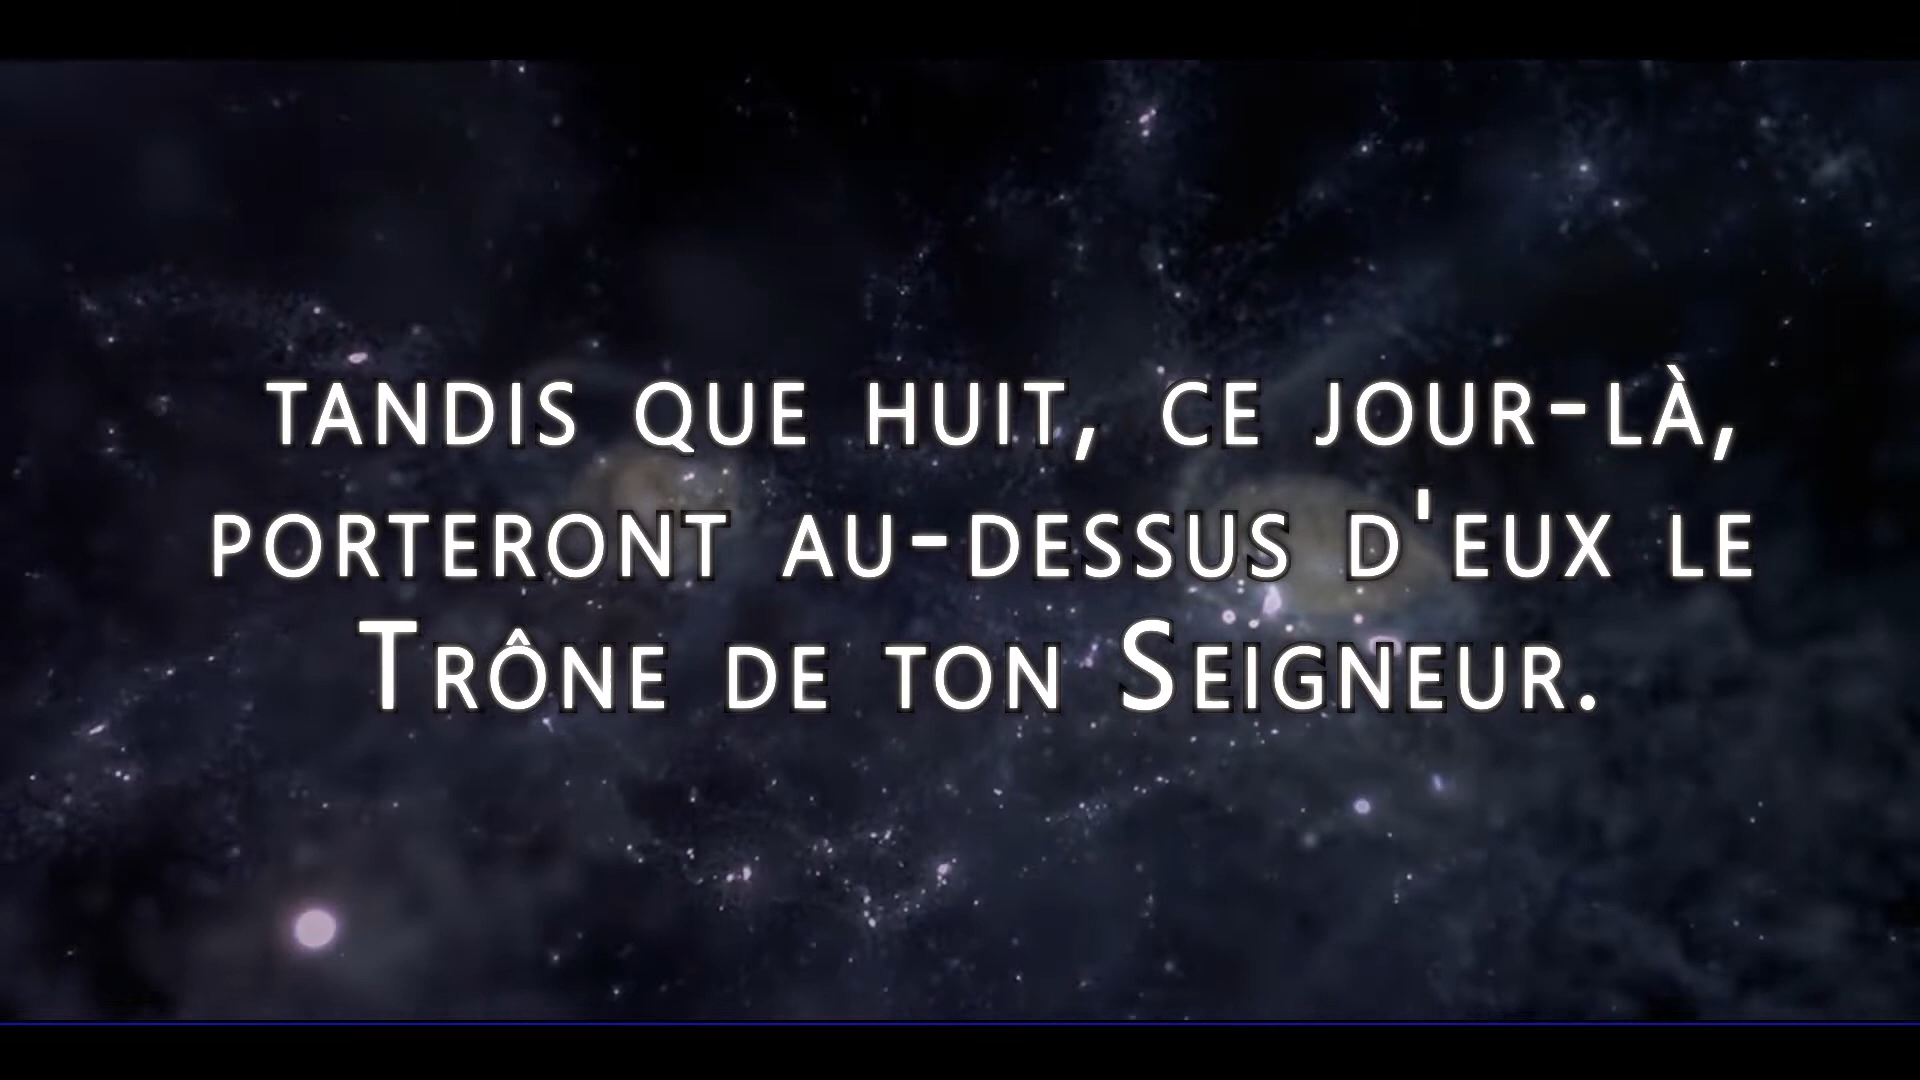 tandis que huit, ce jour-là,
porteront au-dessus d'eux le
Trône de ton Seigneur.